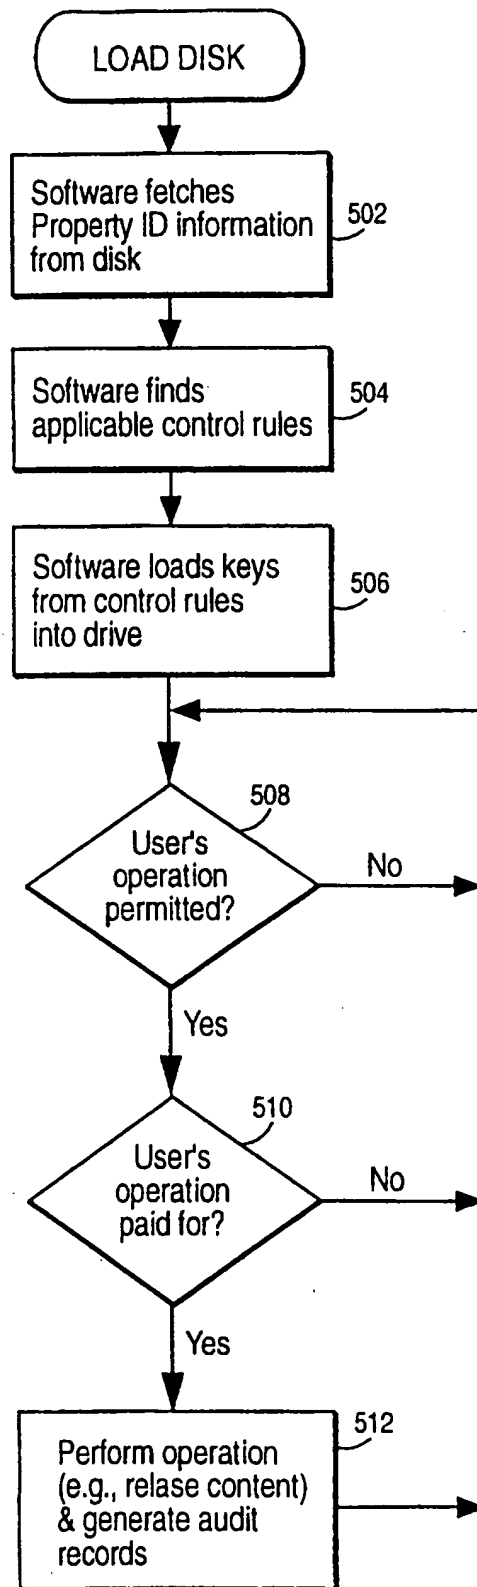 LOAD DISK
Software fetches
Property ID information
from disk
502
Software finds
applicable control rules
504
Software loads keys
from control rules
into drive
506
508
User's
operation
permitted?
No
Yes
510
User's
operation
paid for?
No
Yes
512
Perform operation
(e.g., relase content)
& generate audit
records